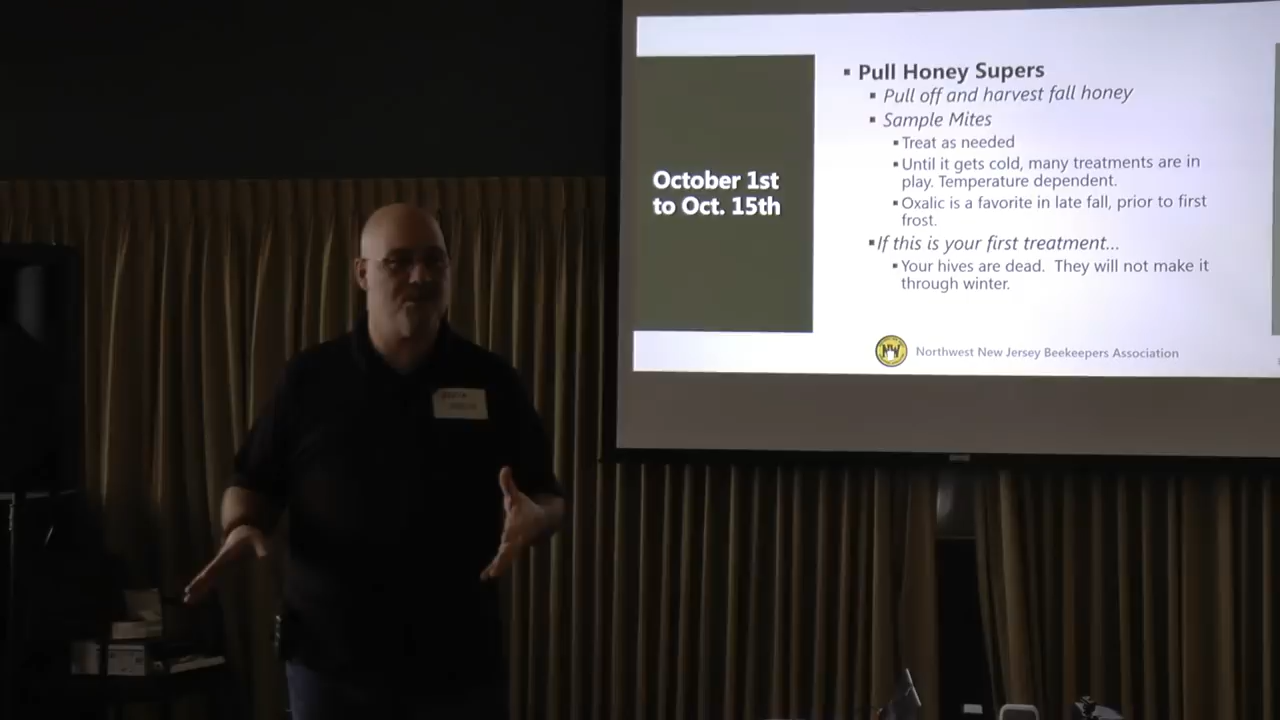 October 1st
to Oct. 15th
▪ Pull Honey Supers
▪ Pull off and harvest fall honey
▪ Sample Mites
▪ Treat as needed
▪ Until it gets cold, many treatments are in
play. Temperature dependent.
▪ Oxalic is a favorite in late fall, prior to first
frost.
▪ If this is your first treatment...
▪ Your hives are dead. They will not make it
through winter.
NW
Northwest New Jersey Beekeepers Association